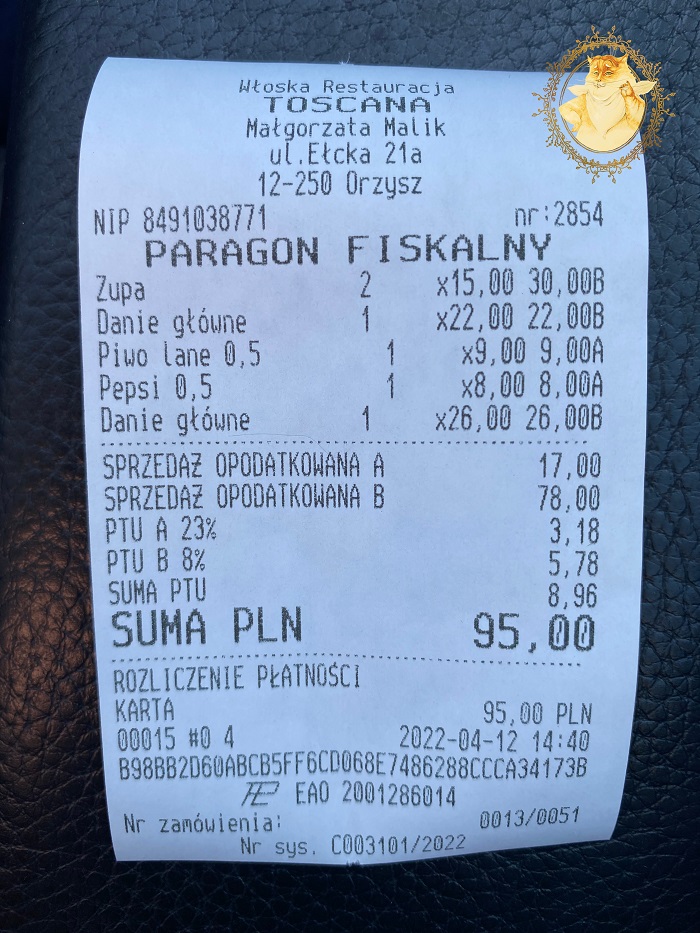 Włoska Restauracja
TOSCANA
Małgorzata Malik
ul.Ełcka 21a
12-250 Orzysz
NIP 8491038771 nr:2854
PARAGON FISKALNY
Zupa 2 x15,00 30,00B
Danie główne 1 x22,00 22,00B
Piwo lane 0,5 1 x9,00 9,00A
Pepsi 0,5 1 x8,00 8,00A
Danie główne 1 x26,00 26,00B
SPRZEDAŻ OPODATKOWANA A 17,00
SPRZEDAŻ OPODATKOWANA B 78,00
PTU A 23% 3,18
PTU B 8% 5,78
SUMA PTU 8,96
SUMA PLN 95,00
ROZLICZENIE PŁATNOŚCI
KARTA 95,00 PLN
00015 #0 4 2022-04-12 14:40
B98BB2D60ABCB5FF6CD068E7486288CCCA34173B
EAO 2001286014
Nr zamówienia: 0013/0051
Nr sys. C003101/2022